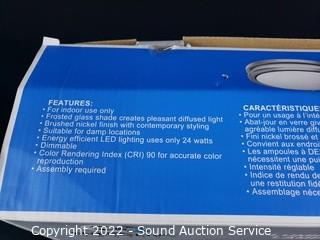 FEATURES:
• For indoor use only
• Frosted glass shade creates pleasant diffused light
• Brushed nickel finish with contemporary styling
• Suitable for damp locations
• Energy efficient LED lighting uses only 24 watts
• Dimmable
• Color Rendering Index (CRI) 90 for accurate color
reproduction
• Assembly required
CARACTÉRISTIQUE
• Pour un usage à l'inté
• Abat-jour en verre giv
agréable lumière diffu
• Fini nickel brossé et
• Convient aux endroit
• Les ampoules à DE
nécessitent une pui
• Intensité réglable
• Indice de rendu de
une restitution fidè
• Assemblage néce
Copyright 2022 - Sound Auction Service